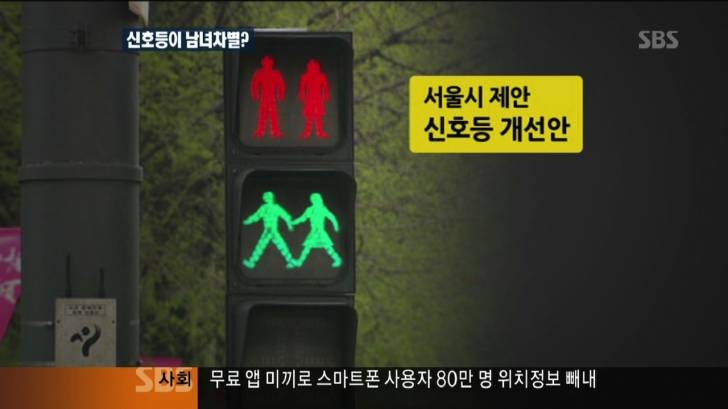 신호등이 남녀차별?
SBS
서울시 제안
신호등 개선안
SBS 사회
무료 앱 미끼로 스마트폰 사용자 80만 명 위치정보 빼내